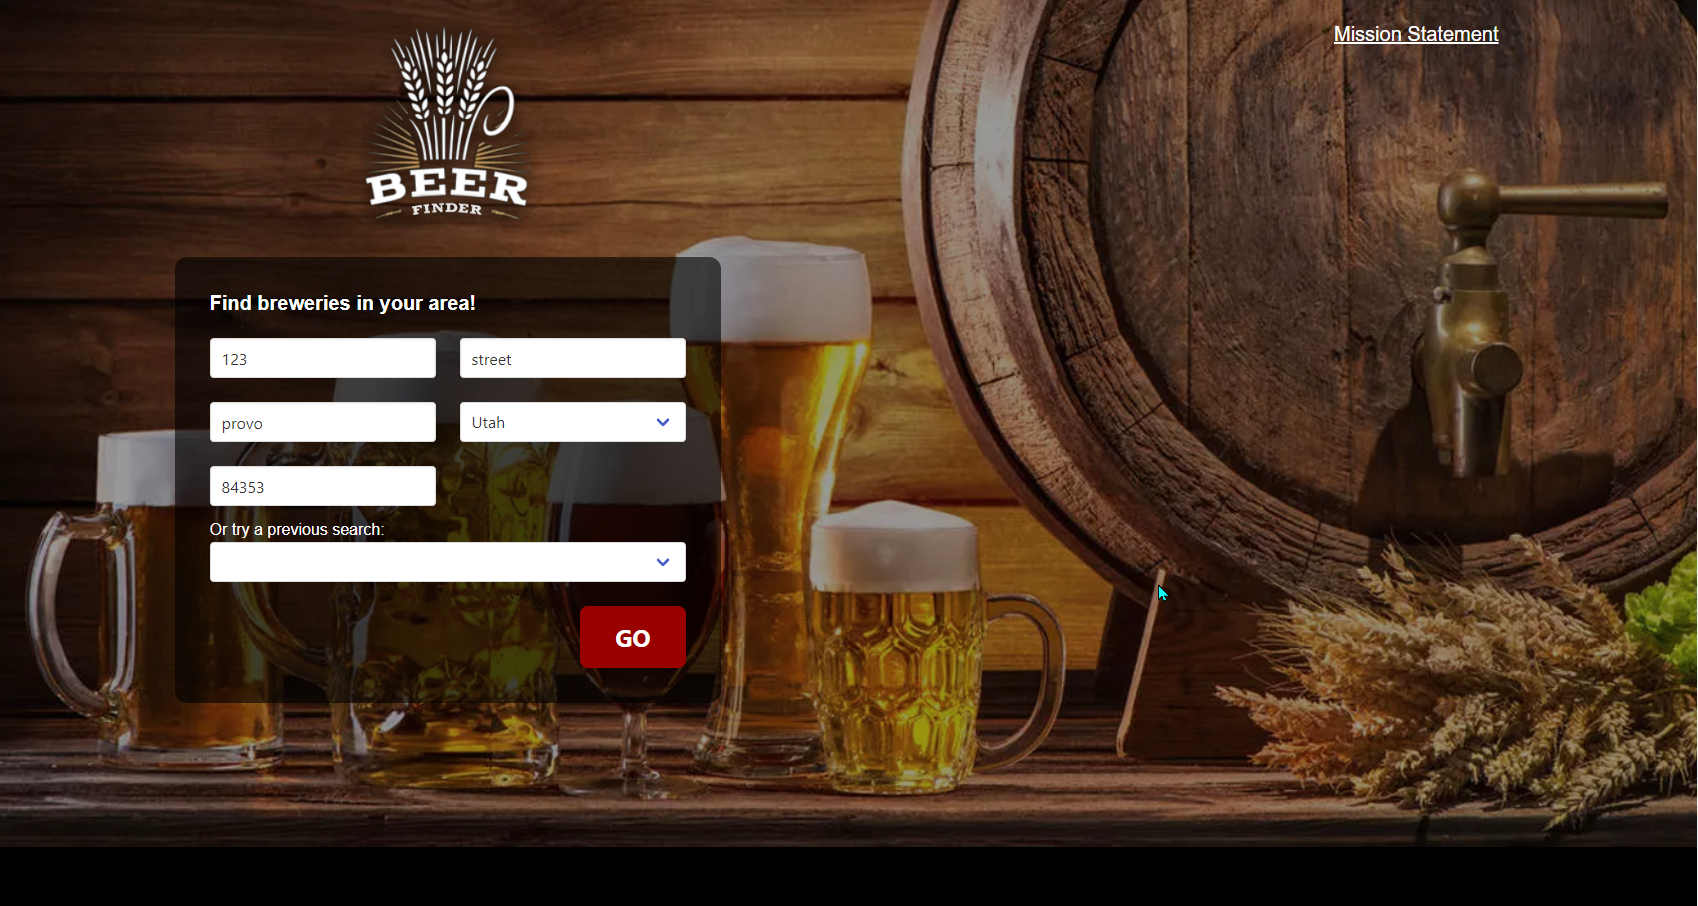 Mission Statement
BEER
FINDER
Find breweries in your area!
123
street
provo
Utah
84353
Or try a previous search:
GO